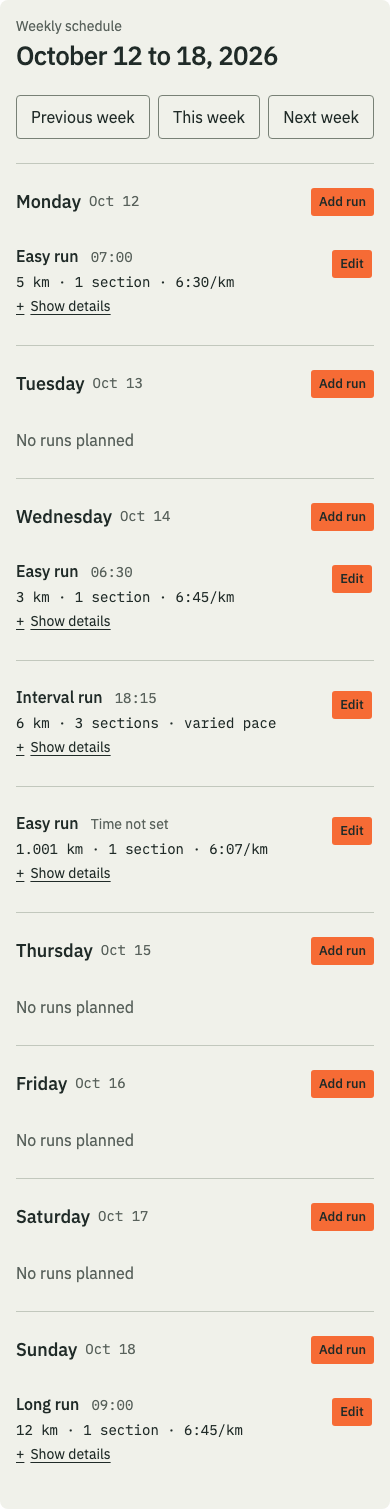 Weekly schedule
October 12 to 18, 2026
Previous week This week Next week
Monday Oct 12 Add run
Easy run 07:00 Edit
5 km · 1 section · 6:30/km
+ Show details
Tuesday Oct 13 Add run
No runs planned
Wednesday Oct 14 Add run
Easy run 06:30 Edit
3 km · 1 section · 6:45/km
+ Show details
Interval run 18:15 Edit
6 km · 3 sections · varied pace
+ Show details
Easy run Time not set Edit
1.001 km · 1 section · 6:07/km
+ Show details
Thursday Oct 15 Add run
No runs planned
Friday Oct 16 Add run
No runs planned
Saturday Oct 17 Add run
No runs planned
Sunday Oct 18 Add run
Long run 09:00 Edit
12 km · 1 section · 6:45/km
+ Show details